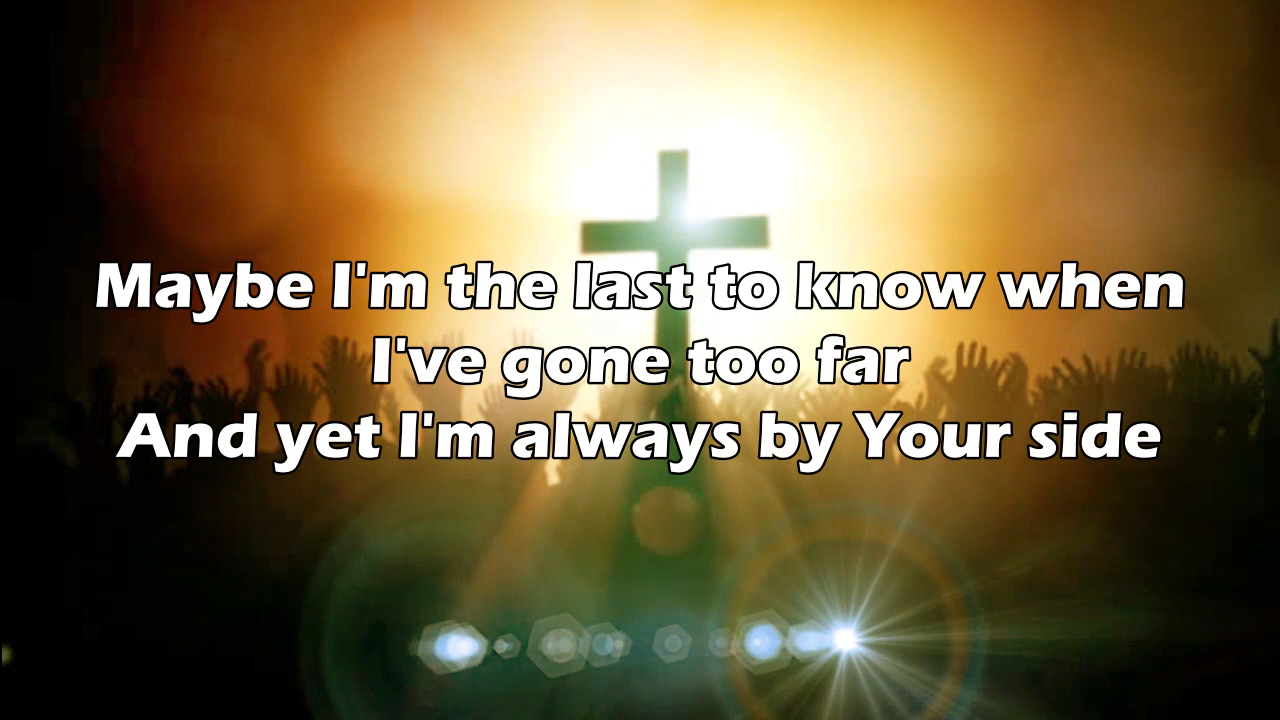 Maybe I'm the last to know when
I've gone too far
And yet I'm always by Your side